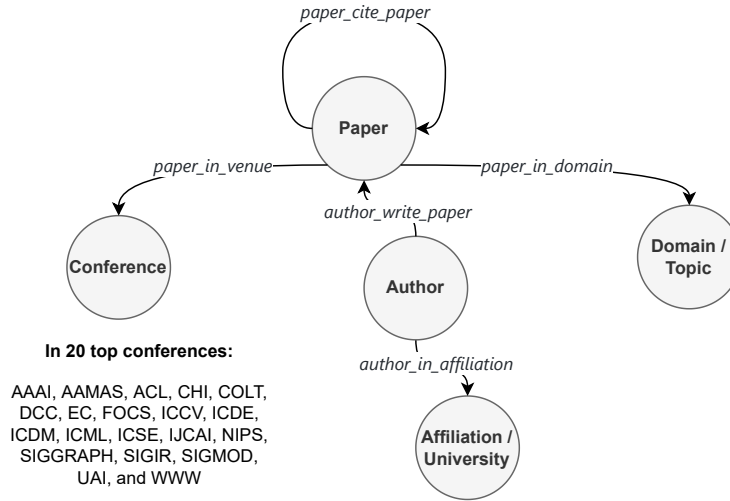 paper_cite_paper
Paper
paper_in_venue
paper_in_domain
author_write_paper
Conference
Author
Domain /
Topic
In 20 top conferences:
author_in_affiliation
AAAI, AAMAS, ACL, CHI, COLT,
DCC, EC, FOCS, ICCV, ICDE,
ICDM, ICML, ICSE, IJCAI, NIPS,
SIGGRAPH, SIGIR, SIGMOD,
UAI, and WWW
Affiliation /
University